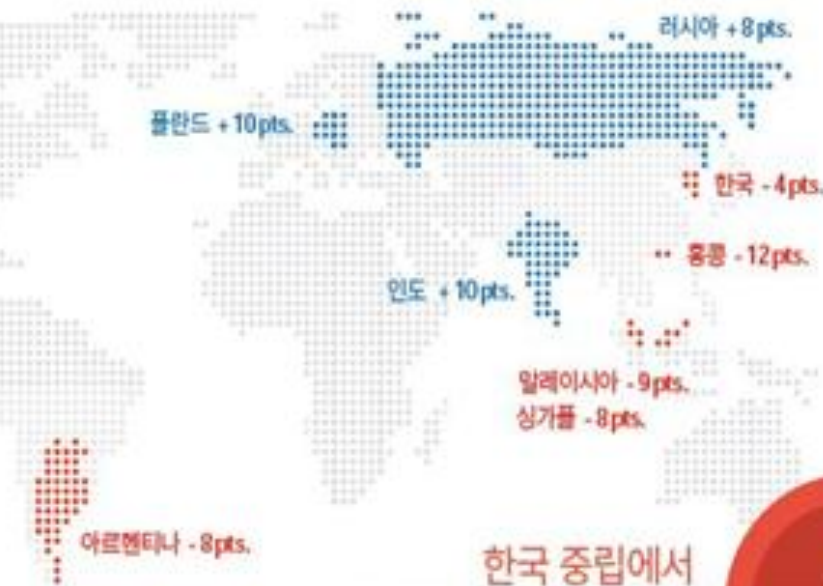 러시아 +8pts.
폴란드 +10pts.
한국 -4pts.
홍콩 -12pts.
인도 +10pts.
말레이시아 -9pts.
싱가폴 -8pts.
아르헨티나 -8pts.
한국 중립에서